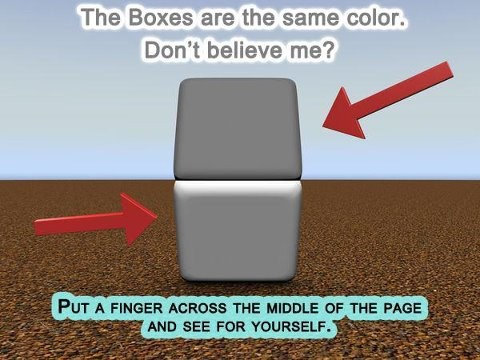 The Boxes are the same color.
Don't believe me?
Put a finger across the middle of the page
and see for yourself.